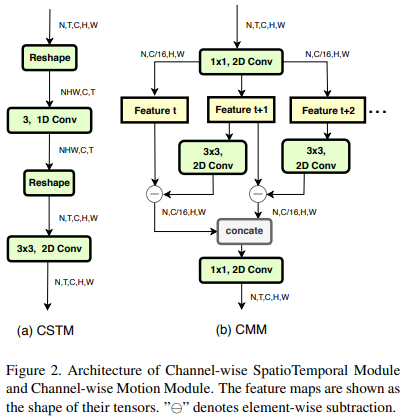 N,T,C,H,W
Reshape
NHW,C,T
3, 1D Conv
NHW,C,T
Reshape
N,T,C,H,W
3x3, 2D Conv
N,T,C,H,W
(a) CSTM
N,T,C,H,W
N,C/16,H,W
1x1, 2D Conv
N,C/16,H,W
Feature t
Feature t+1
Feature t+2
...
3x3,
2D Conv
3x3,
2D Conv
N,C/16,H,W
N,C/16,H,W
concate
1x1, 2D Conv
N,T,C,H,W
(b) CMM
Figure 2. Architecture of Channel-wise SpatioTemporal Module
and Channel-wise Motion Module. The feature maps are shown as
the shape of their tensors. "⊖" denotes element-wise subtraction.